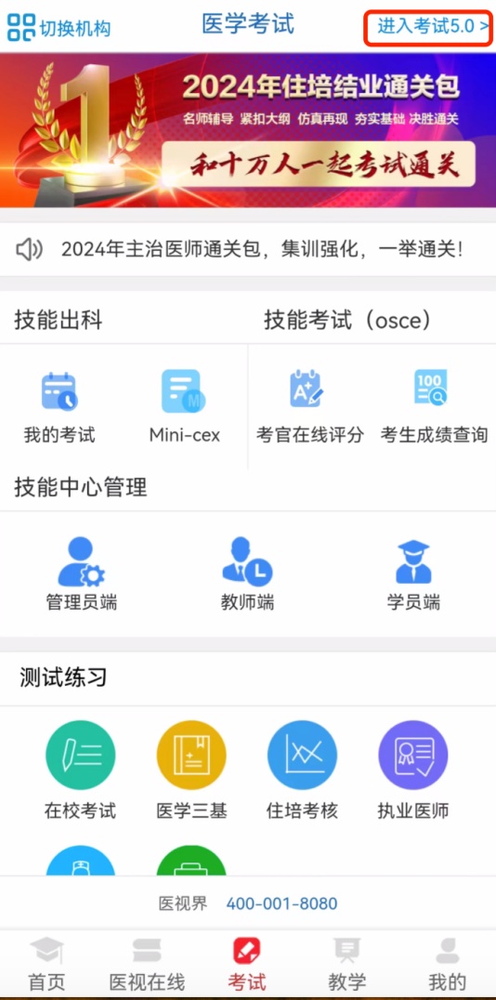 切换机构
医学考试
进入考试5.0 >
1
2024年住培结业通关包
名师辅导 紧扣大纲 仿真再现 夯实基础 决胜通关
和十万人一起考试通关
2024年主治医师通关包，集训强化，一举通关！
技能出科
技能考试（osce）
我的考试
Mini-cex
考官在线评分
考生成绩查询
技能中心管理
管理员端
教师端
学员端
测试练习
在校考试
医学三基
住培考核
执业医师
医视界 400-001-8080
首页
医视在线
考试
教学
我的